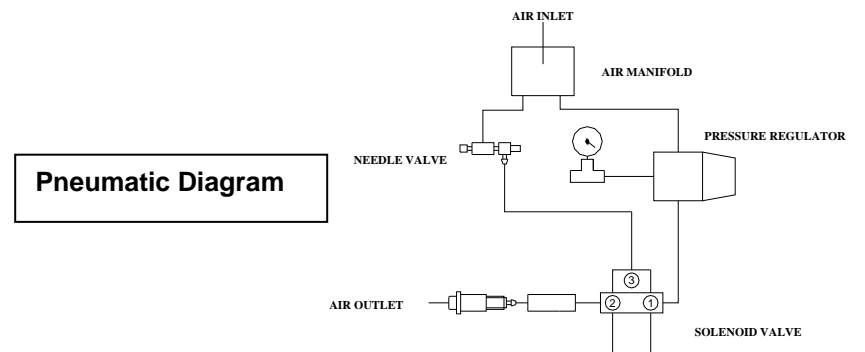 AIR INLET
AIR MANIFOLD
PRESSURE REGULATOR
NEEDLE VALVE
Pneumatic Diagram
3
AIR OUTLET
2
1
SOLENOID VALVE